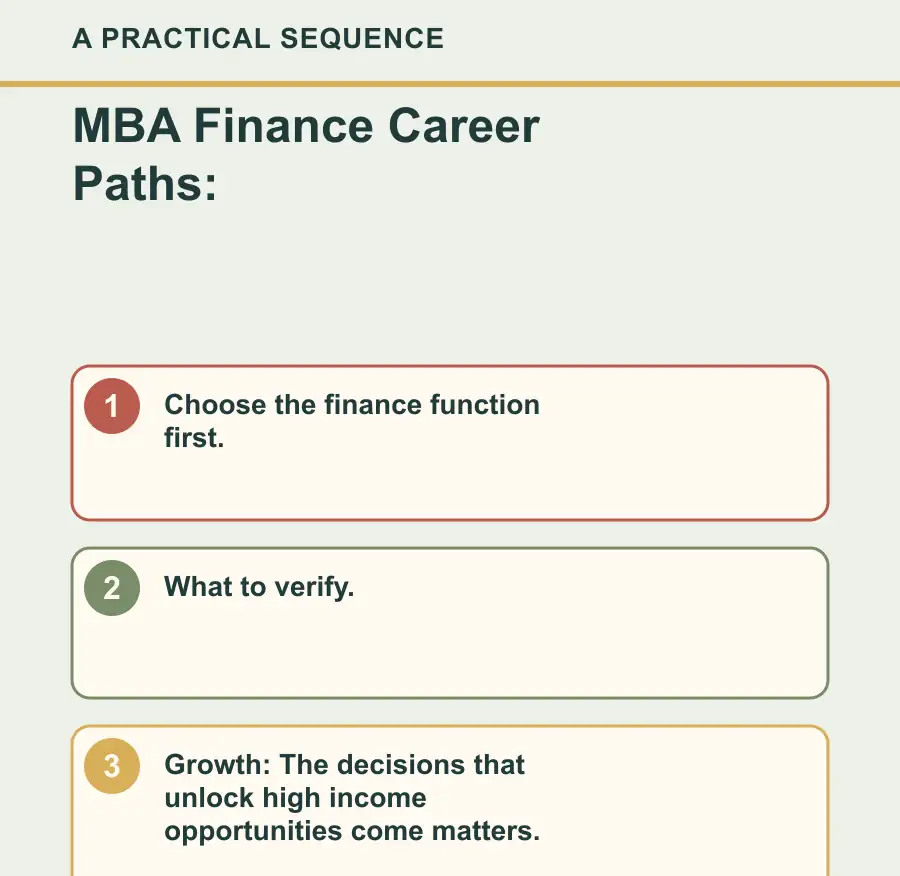 A PRACTICAL SEQUENCE
MBA Finance Career
Paths:
1
Choose the finance function
first.
2
What to verify.
3
Growth: The decisions that
unlock high income
opportunities come matters.